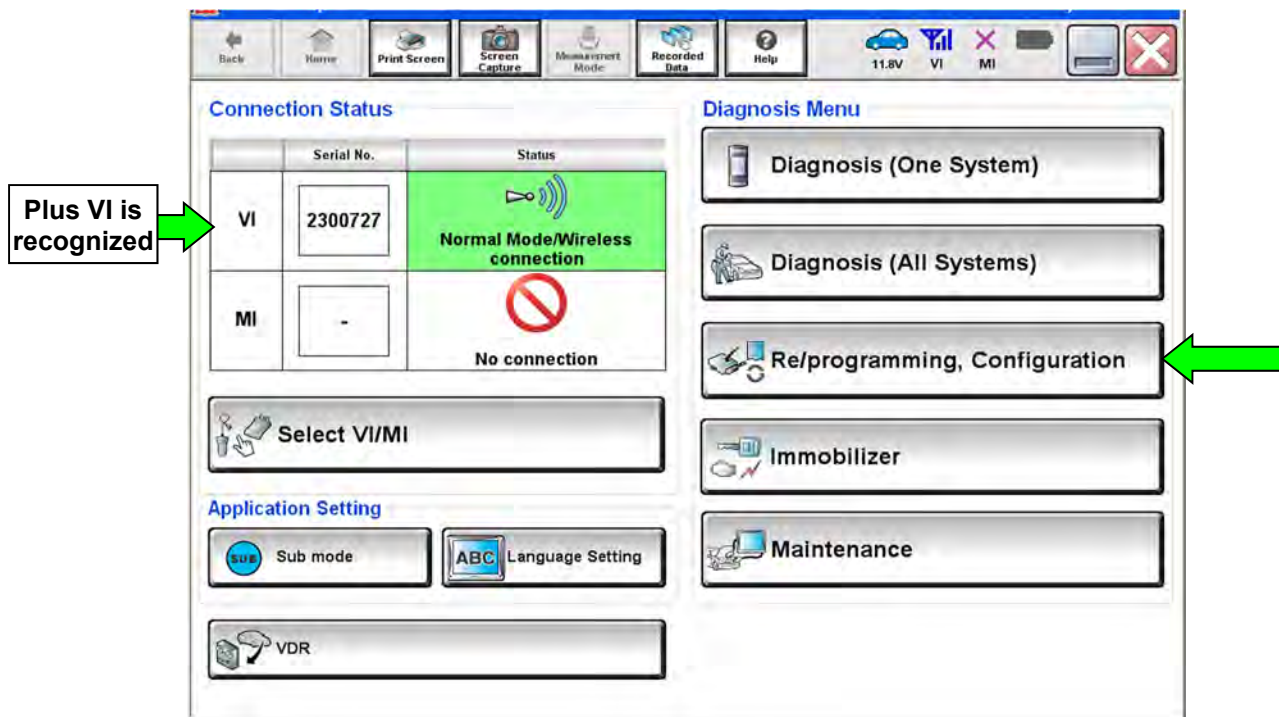 Back
Home
Print Screen
Screen
Capture
Measurement
Mode
Recorded
Data
Help
11.8V
VI
MI
Connection Status
Serial No.
Status
VI
2300727
Normal Mode/Wireless
connection
MI
-
No connection
Plus VI is
recognized
Select VI/MI
Application Setting
SUB
Sub mode
ABC
Language Setting
VDR
Diagnosis Menu
Diagnosis (One System)
Diagnosis (All Systems)
Re/programming, Configuration
Immobilizer
Maintenance